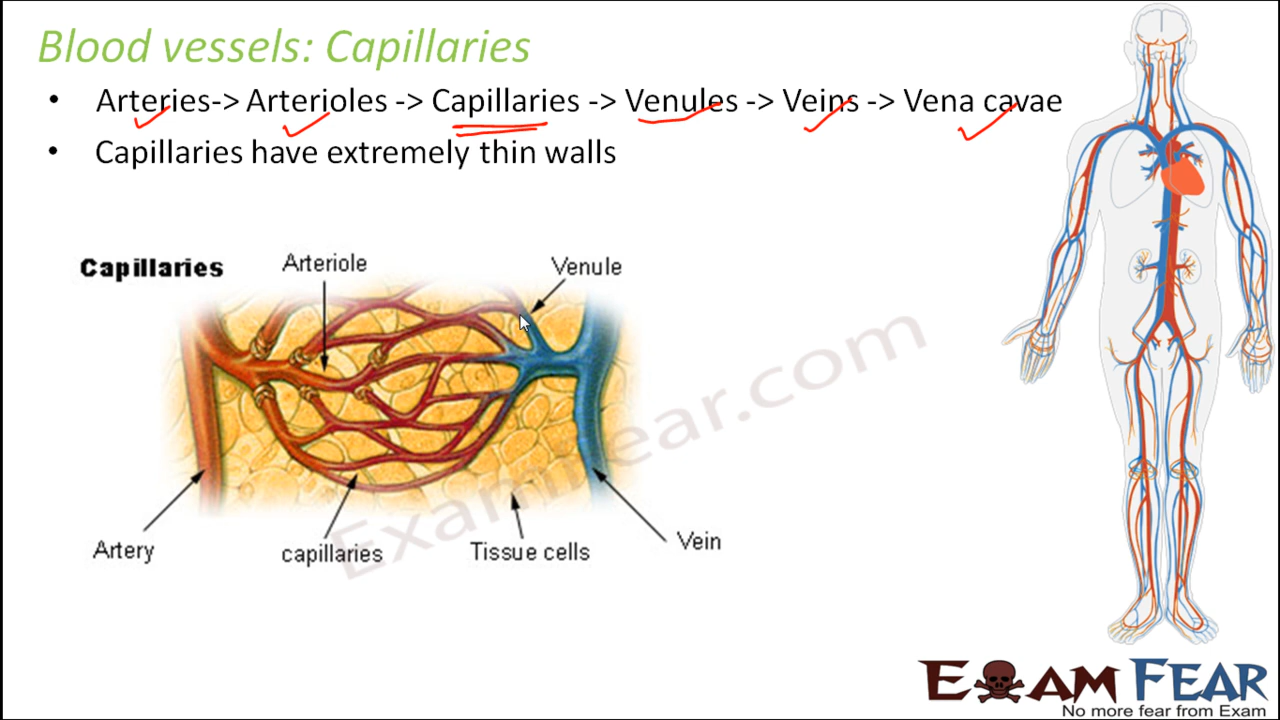 Blood vessels: Capillaries
• Arteries-> Arterioles -> Capillaries -> Venules -> Veins -> Vena cavae
• Capillaries have extremely thin walls
Capillaries
Arteriole
Venule
Artery
capillaries
Tissue cells
Vein
Examfear.com
EXAM FEAR
No more fear from Exam